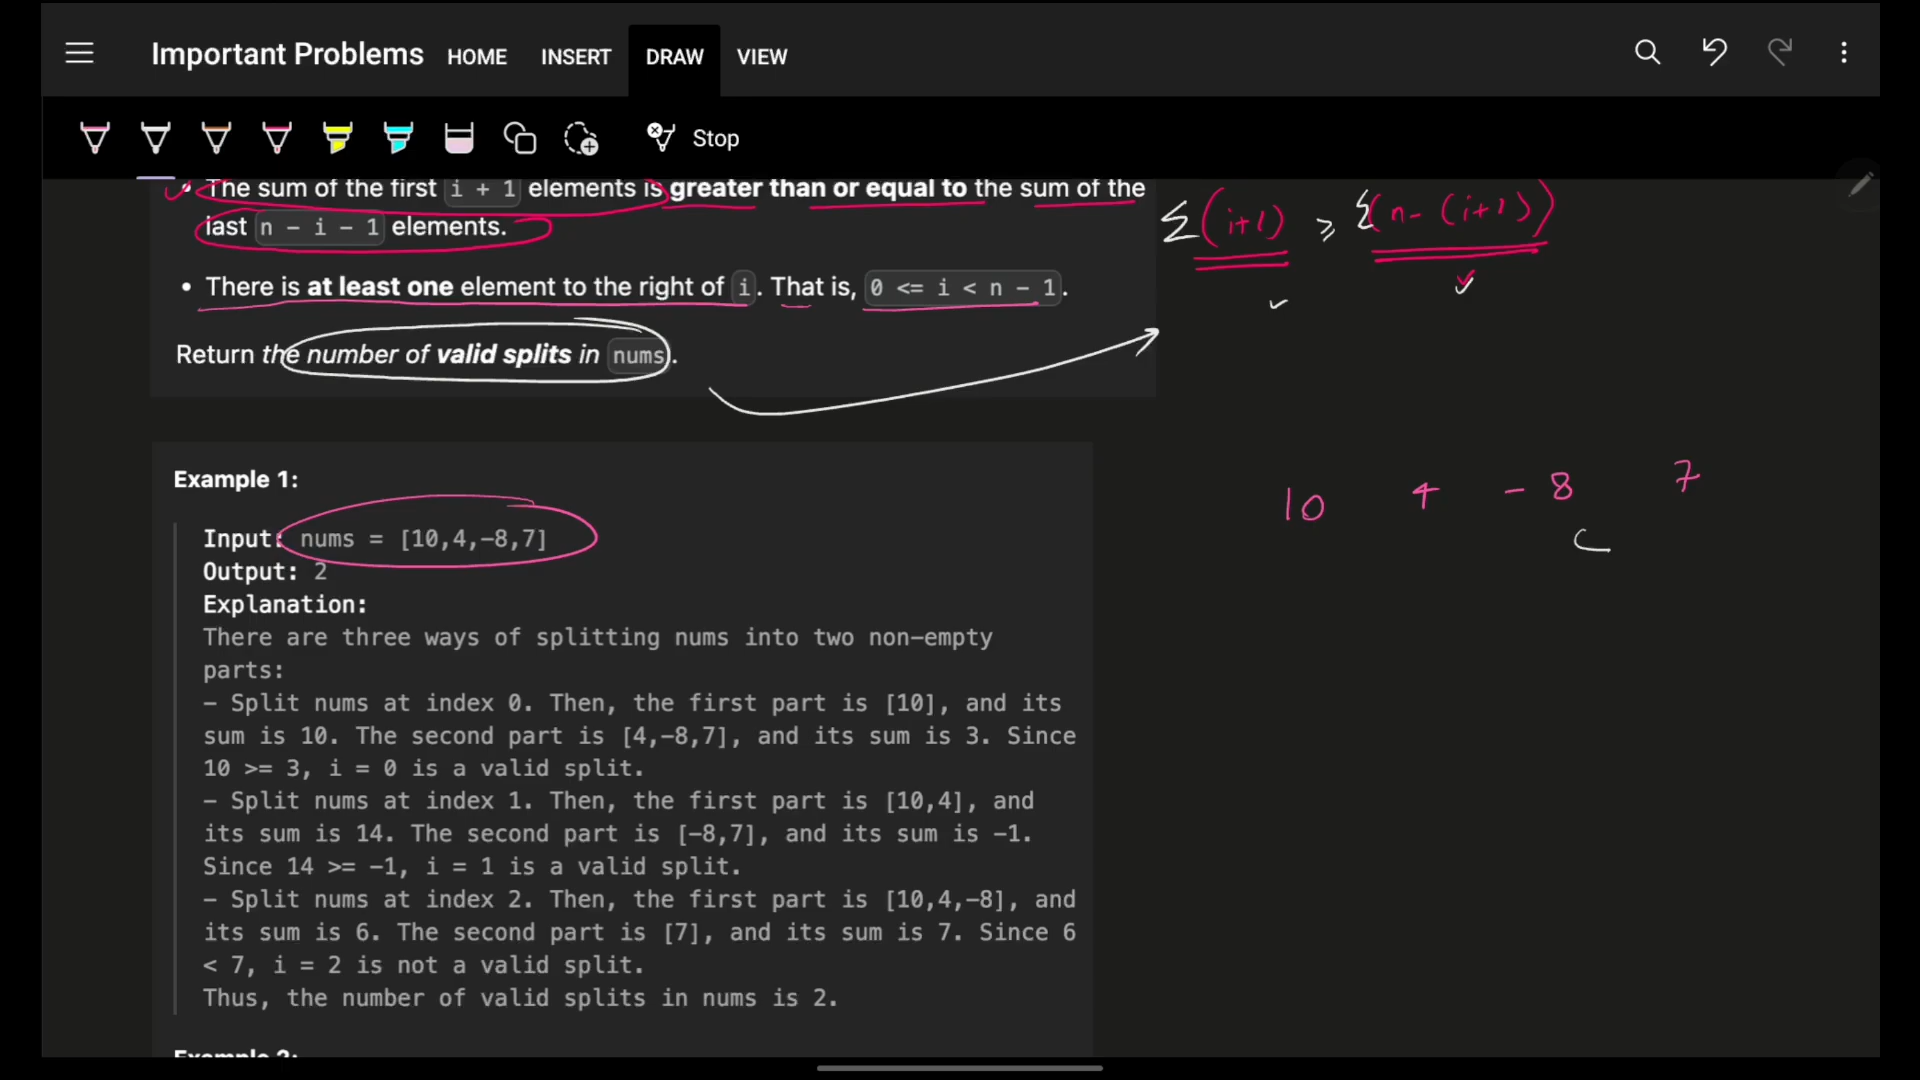 Important Problems HOME INSERT DRAW VIEW
Stop
• The sum of the first i + 1 elements is greater than or equal to the sum of the
last n - i - 1 elements.
Σ(i+1) ≥ Σ(n-(i+1))
• There is at least one element to the right of i. That is, 0 <= i < n - 1.
Return the number of valid splits in nums.
Example 1:
10 4 -8 7
Input: nums = [10,4,-8,7]
Output: 2
Explanation:
There are three ways of splitting nums into two non-empty
parts:
- Split nums at index 0. Then, the first part is [10], and its
sum is 10. The second part is [4,-8,7], and its sum is 3. Since
10 >= 3, i = 0 is a valid split.
- Split nums at index 1. Then, the first part is [10,4], and
its sum is 14. The second part is [-8,7], and its sum is -1.
Since 14 >= -1, i = 1 is a valid split.
- Split nums at index 2. Then, the first part is [10,4,-8], and
its sum is 6. The second part is [7], and its sum is 7. Since 6
< 7, i = 2 is not a valid split.
Thus, the number of valid splits in nums is 2.
Example 2: